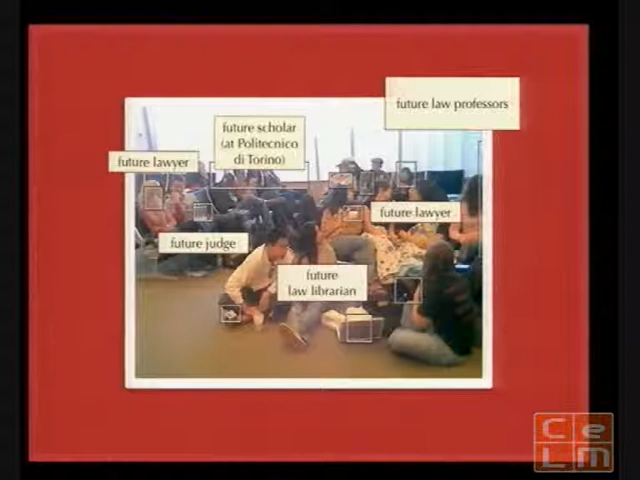 future law professors
future scholar
(at Politecnico
di Torino)
future lawyer
future lawyer
future judge
future
law librarian
CeLM